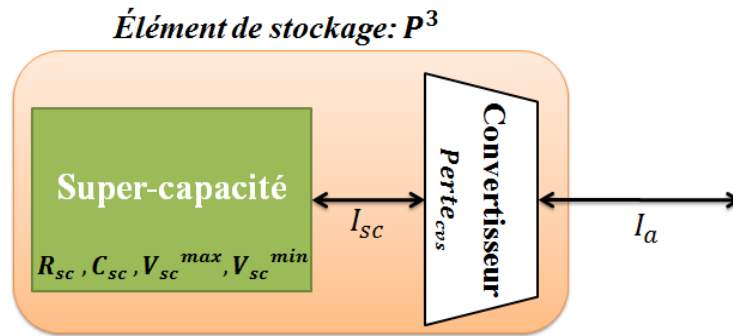 Élément de stockage: P³
Super-capacité
R_sc , C_sc , V_sc^max , V_sc^min
I_sc
Convertisseur
Perte_cvs
I_a